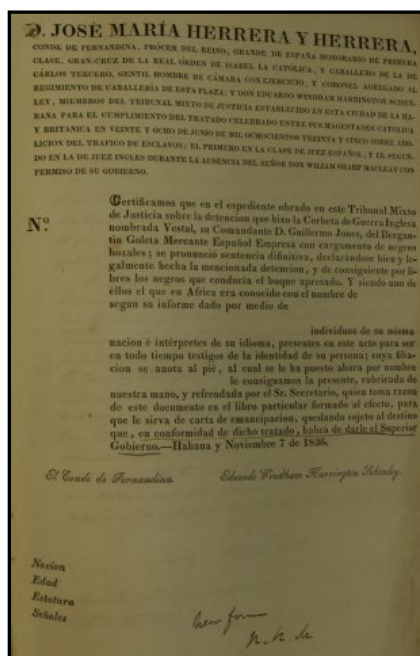 D. JOSÉ MARÍA HERRERA Y HERRERA,
CONDE DE FERNANDINA, PRÓCER DEL REINO, GRANDE DE ESPAÑA HONORARIO DE PRIMERA
CLASE, GRAN-CRUZ DE LA REAL ÓRDEN DE ISABEL LA CATÓLICA, Y CABALLERO DE LA DE
CÁRLOS TERCERO, GENTIL HOMBRE DE CÁMARA CON EJERCICIO, Y CORONEL AGREGADO AL
REGIMIENTO DE CABALLERÍA DE ESTA PLAZA; Y DON EDUARDO WINDHAM HARRINGTON SCHEN-
LEY, MIEMBROS DEL TRIBUNAL MIXTO DE JUSTICIA ESTABLECIDO EN ESTA CIUDAD DE LA HA-
BANA PARA EL CUMPLIMIENTO DEL TRATADO CELEBRADO ENTRE SUS MAGESTADES CATOLICA
Y BRITANICA EN VEINTE Y OCHO DE JUNIO DE MIL OCHOCIENTOS TREINTA Y CINCO SOBRE ABO-
LICION DEL TRAFICO DE ESCLAVOS; EL PRIMERO EN LA CLASE DE JUEZ ESPAÑOL; Y EL SEGUN-
DO EN LA DE JUEZ INGLES DURANTE LA AUSENCIA DEL SEÑOR DON WILIAM SHARP MACLEAY CON
PERMISO DE SU GOBIERNO.
Nº
Certificamos que en el espediente obrado en este Tribunal Mixto
de Justicia sobre la detencion que hizo la Corbeta de Guerra Inglesa
nombrada Vestal, su Comandante D. Guillermo Jones, del Bergan-
tin Goleta Mercante Español Empresa con cargamento de negros
bozales; se pronunció sentencia difinitiva, declarándose bien y le-
galmente hecha la mencionada detencion, y de consiguiente por li-
bres los negros que conducia el buque apresado. Y siendo uno de
éllos el que en Africa era conocido con el nombre de
segun su informe dado por medio de
individuos de su misma
nacion é intérpretes de su idioma, presentes en este acto para ser
en todo tiempo testigos de la identidad de su persona; cuya filia-
cion se anota al pié, al cual se le ha puesto ahora por nombre
le consignamos la presente, rubricada de
nuestra mano, y refrendada por el Sr. Secretario, quien toma razon
de este documento en el libro particular formado al efecto, para
que le sirva de carta de emancipacion, quedando sujeto al destino
que, en conformidad de dicho tratado, habrá de darle el Superior
Gobierno.—Habana y Noviembre 7 de 1836.
El Conde de Fernandina Eduardo Windham Harrington Schenley.
Nacion
Edad
Estatura
Señales
New form